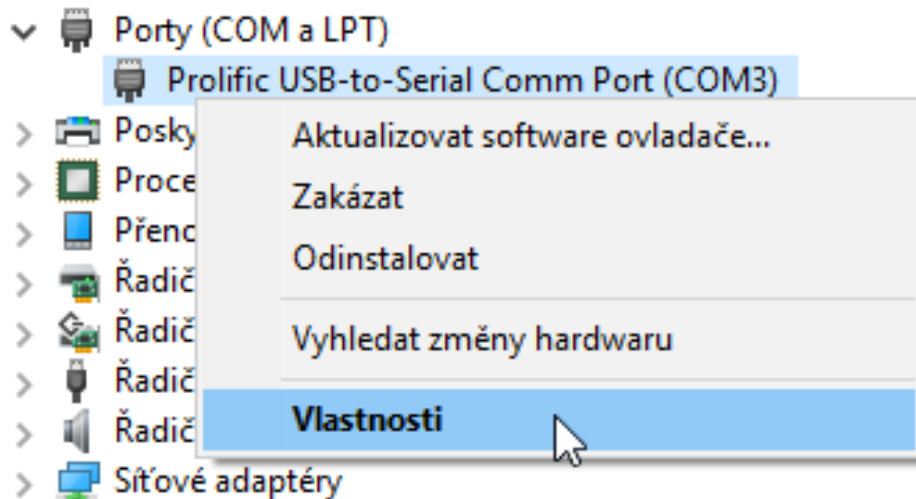 Porty (COM a LPT)
Prolific USB-to-Serial Comm Port (COM3)
Posky
Aktualizovat software ovladače...
Proce
Zakázat
Přenc
Odinstalovat
Řadič
Řadič
Vyhledat změny hardwaru
Řadič
Řadič
Vlastnosti
Síťové adaptéry